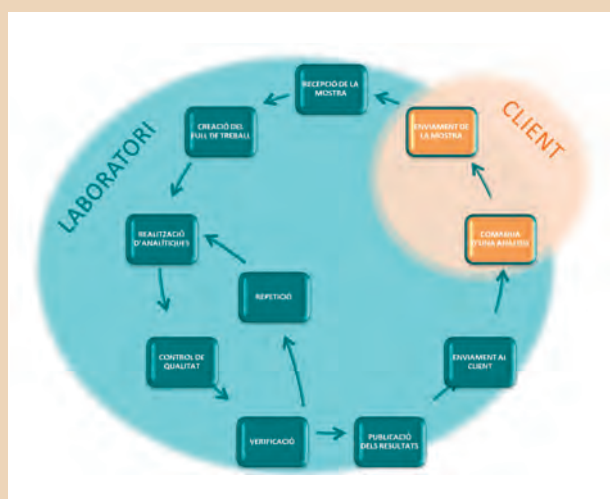 RECEPCIÓ DE LA
MOSTRA
CLIENT
ENVIAMENT DE
LA MOSTRA
CREACIÓ DEL
FULL DE TREBALL
LABORATORI
REALITZACIÓ
D'ANALÍTIQUES
COMANDA
D'UNA ANÀLISI
REPETICIÓ
CONTROL DE
QUALITAT
ENVIAMENT AL
CLIENT
VERIFICACIÓ
PUBLICACIÓ
DELS RESULTATS